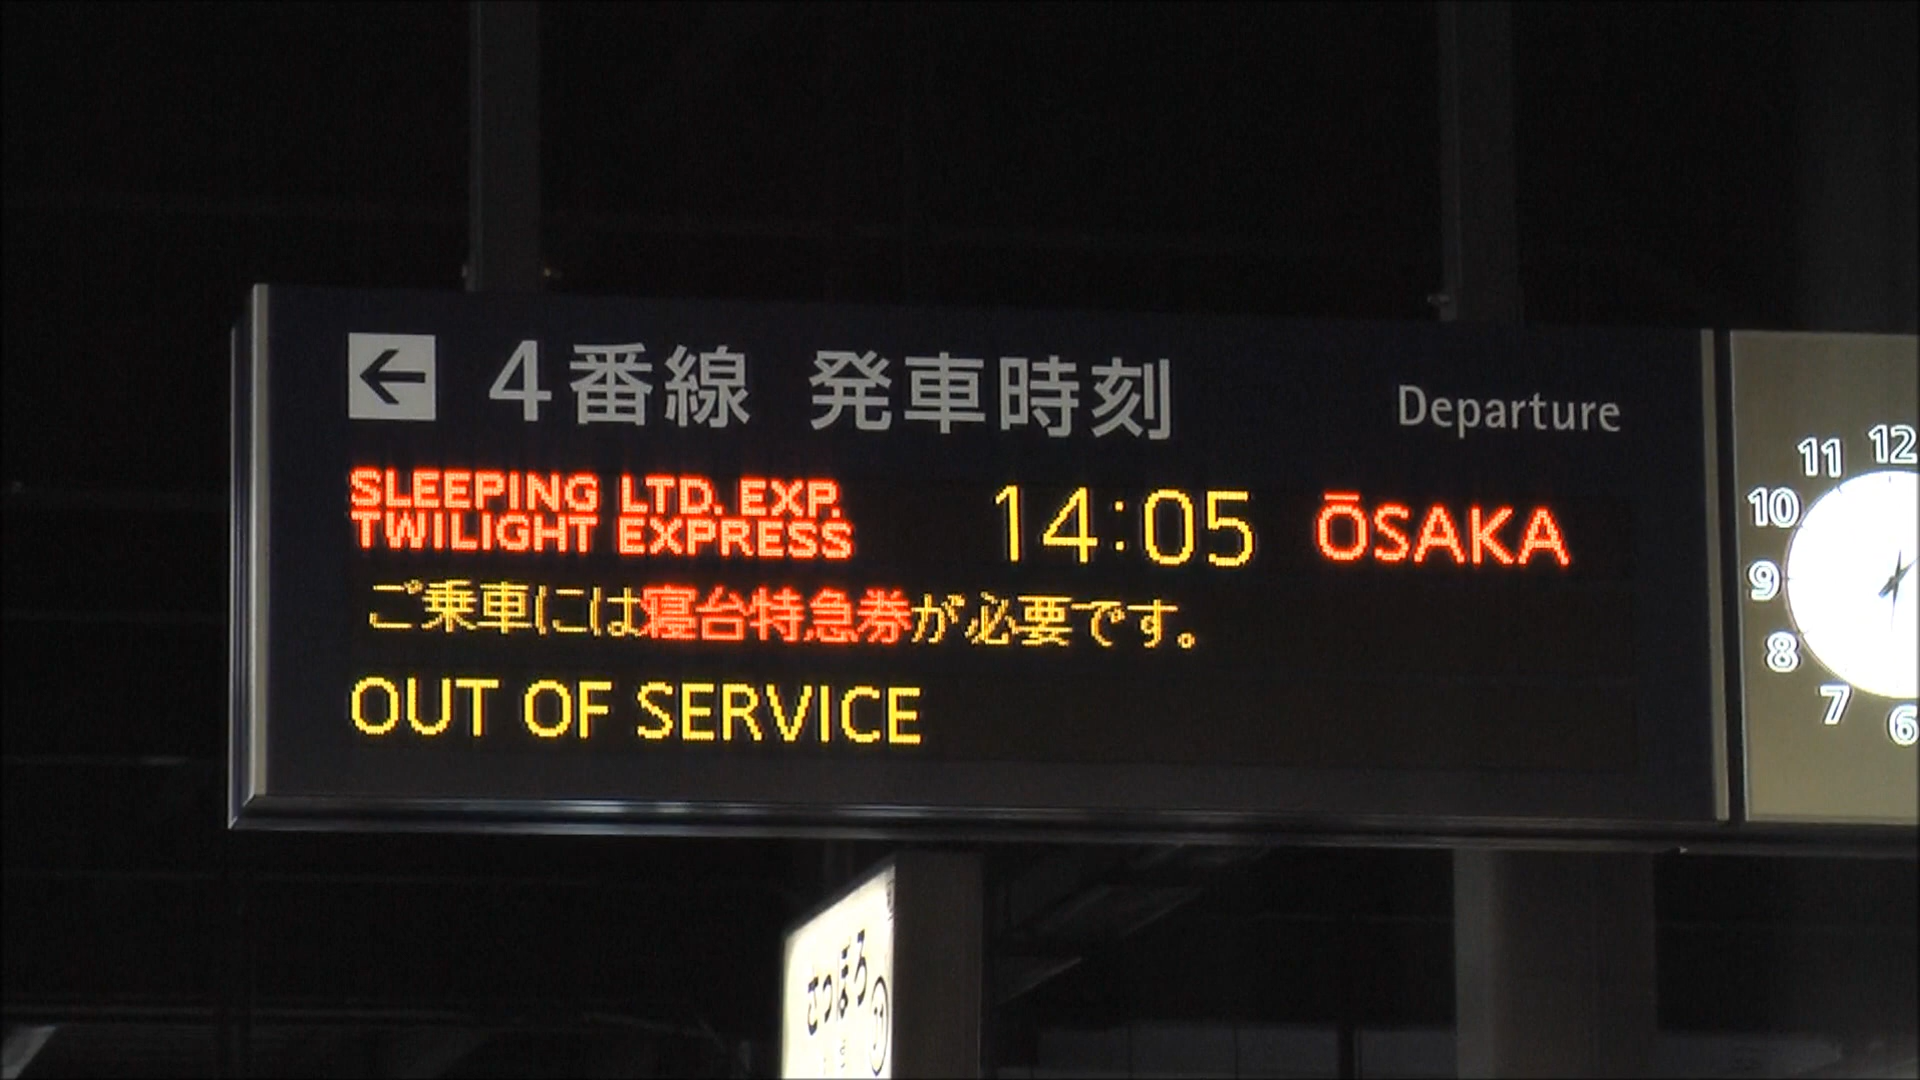 ← 4番線 発車時刻 Departure
SLEEPING LTD. EXP.
TWILIGHT EXPRESS 14:05 ŌSAKA
ご乗車には寝台特急券が必要です。
OUT OF SERVICE
11 12
10
9
8
7
6
さっぽろ